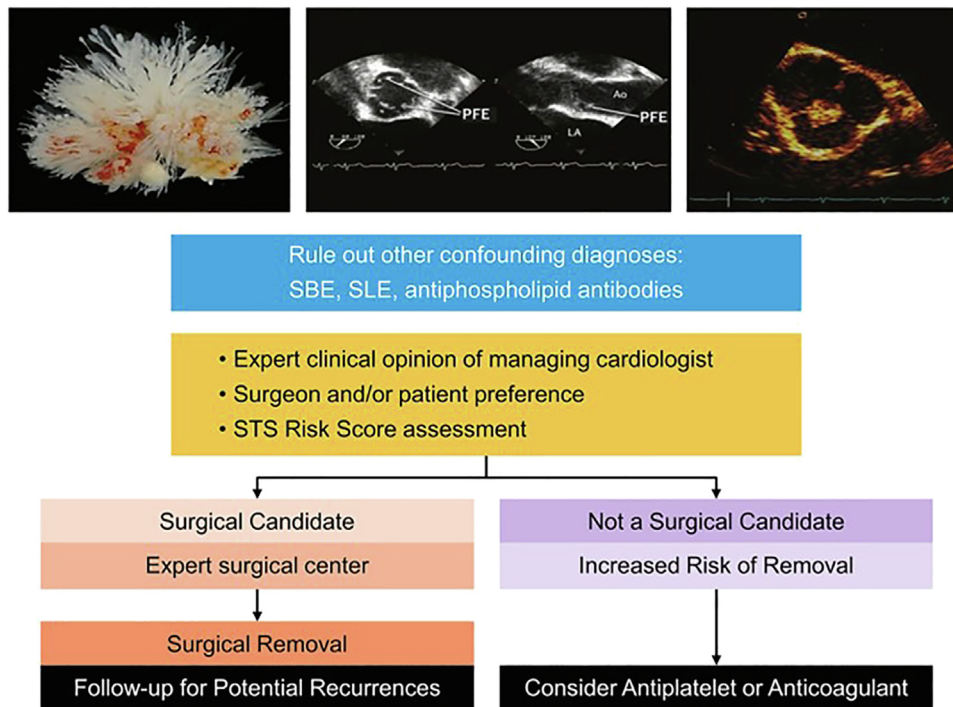 PFE
Ao
PFE
LA
Rule out other confounding diagnoses:
SBE, SLE, antiphospholipid antibodies
• Expert clinical opinion of managing cardiologist
• Surgeon and/or patient preference
• STS Risk Score assessment
Surgical Candidate
Expert surgical center
Not a Surgical Candidate
Increased Risk of Removal
Surgical Removal
Follow-up for Potential Recurrences
Consider Antiplatelet or Anticoagulant